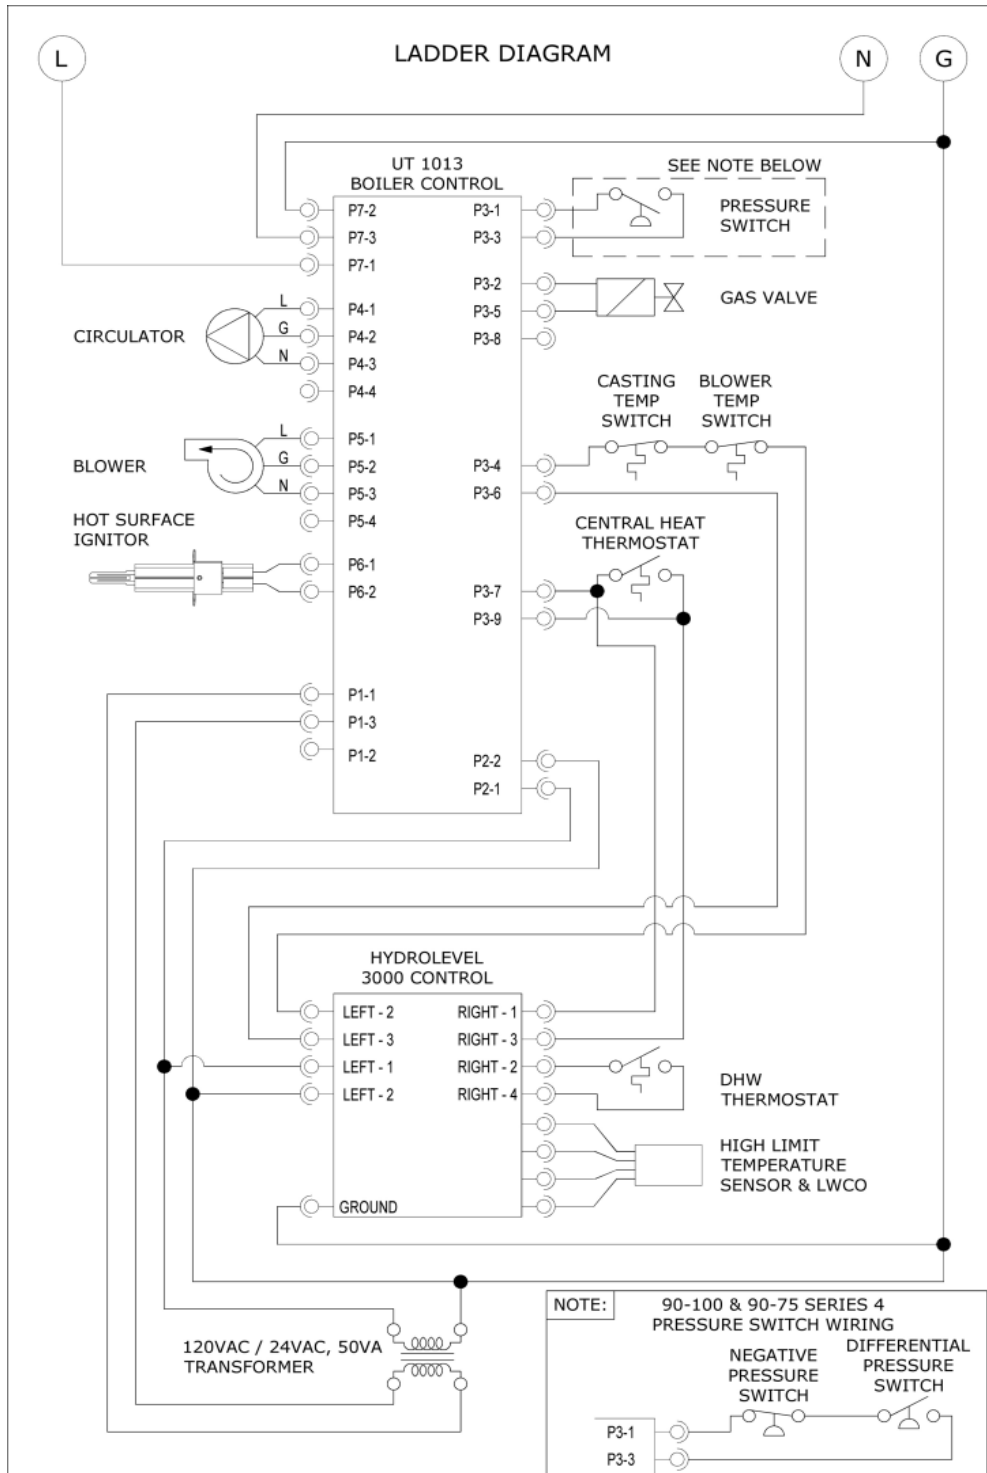 L
LADDER DIAGRAM
N
G
UT 1013
BOILER CONTROL
SEE NOTE BELOW
P7-2
P3-1
PRESSURE
SWITCH
P7-3
P3-3
P7-1
P3-2
GAS VALVE
P3-5
P3-8
CIRCULATOR
L
P4-1
G
P4-2
N
P4-3
P4-4
CASTING
TEMP
SWITCH
BLOWER
TEMP
SWITCH
BLOWER
L
P5-1
G
P5-2
N
P5-3
P5-4
P3-4
P3-6
HOT SURFACE
IGNITOR
CENTRAL HEAT
THERMOSTAT
P6-1
P6-2
P3-7
P3-9
P1-1
P1-3
P1-2
P2-2
P2-1
HYDROLEVEL
3000 CONTROL
LEFT - 2
RIGHT - 1
LEFT - 3
RIGHT - 3
LEFT - 1
RIGHT - 2
LEFT - 2
RIGHT - 4
DHW
THERMOSTAT
HIGH LIMIT
TEMPERATURE
SENSOR & LWCO
GROUND
120VAC / 24VAC, 50VA
TRANSFORMER
NOTE:
90-100 & 90-75 SERIES 4
PRESSURE SWITCH WIRING
NEGATIVE
PRESSURE
SWITCH
DIFFERENTIAL
PRESSURE
SWITCH
P3-1
P3-3